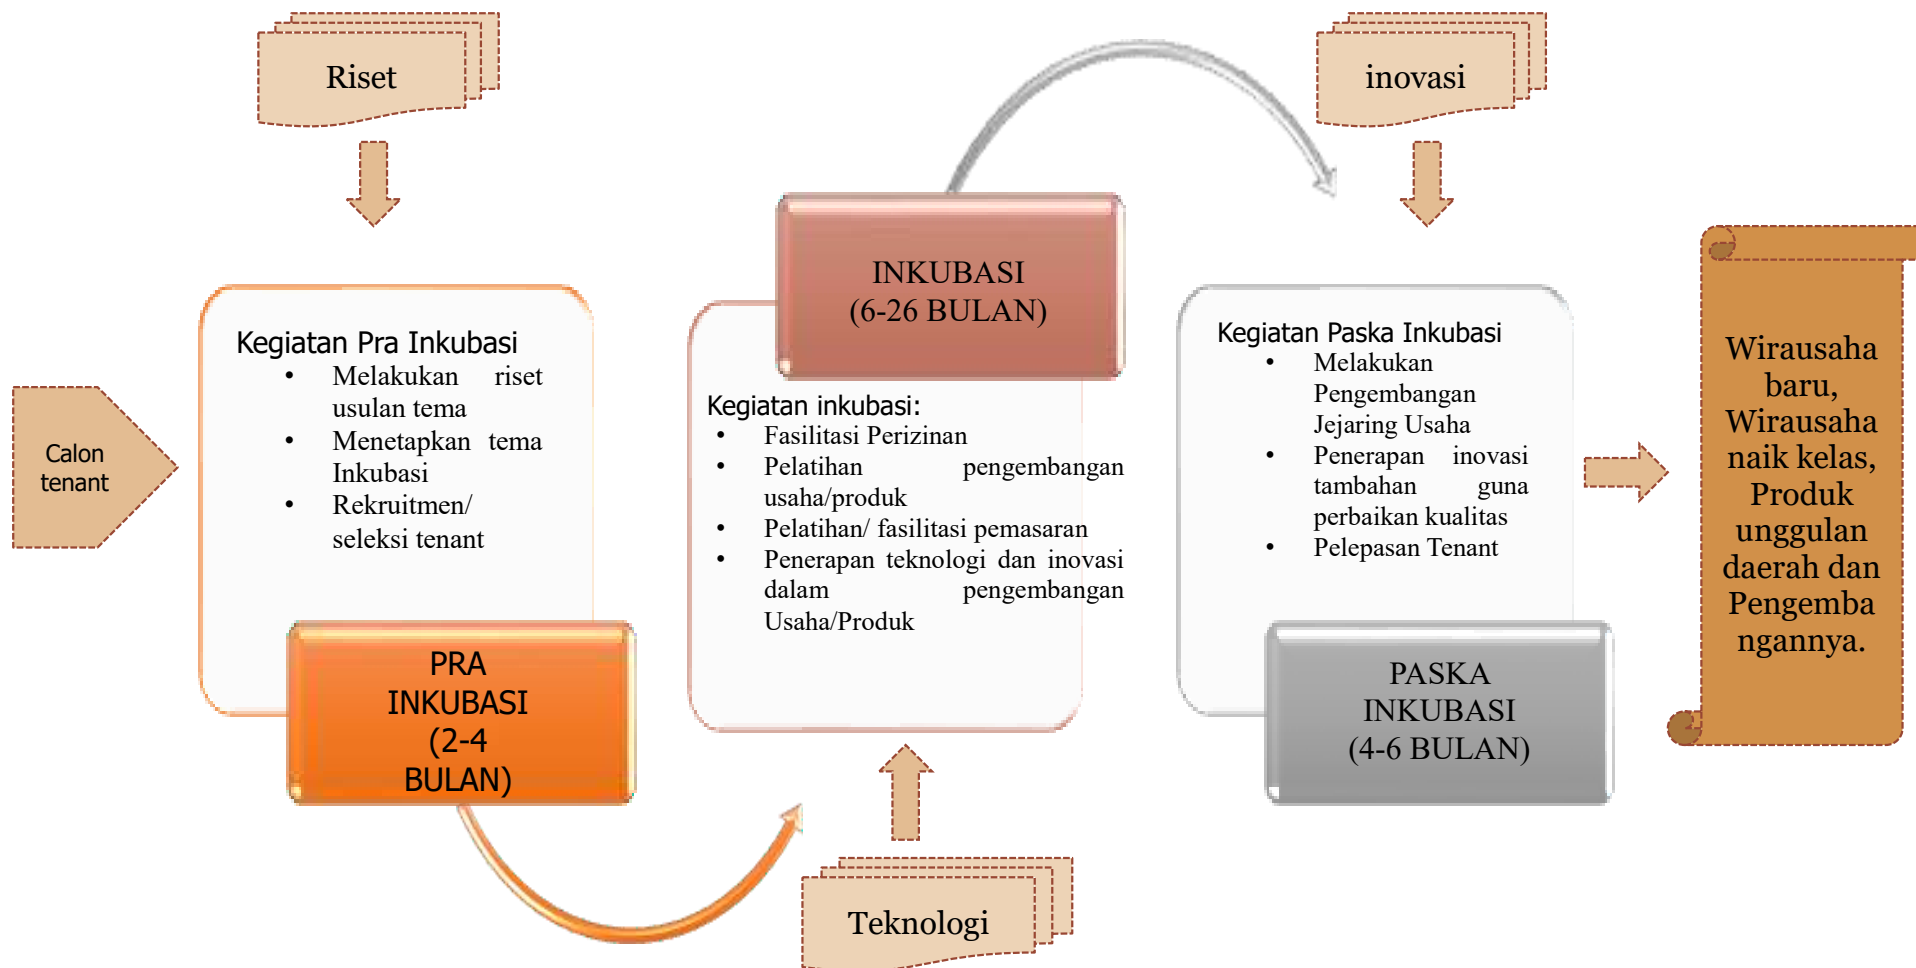 Riset
inovasi
Calon
tenant
Kegiatan Pra Inkubasi
• Melakukan riset
usulan tema
• Menetapkan tema
Inkubasi
• Rekruitmen/
seleksi tenant
PRA
INKUBASI
(2-4
BULAN)
INKUBASI
(6-26 BULAN)
Kegiatan inkubasi:
• Fasilitasi Perizinan
• Pelatihan pengembangan
usaha/produk
• Pelatihan/ fasilitasi pemasaran
• Penerapan teknologi dan inovasi
dalam pengembangan
Usaha/Produk
Teknologi
Kegiatan Paska Inkubasi
• Melakukan
Pengembangan
Jejaring Usaha
• Penerapan inovasi
tambahan guna
perbaikan kualitas
• Pelepasan Tenant
PASKA
INKUBASI
(4-6 BULAN)
Wirausaha
baru,
Wirausaha
naik kelas,
Produk
unggulan
daerah dan
Pengemba
ngannya.